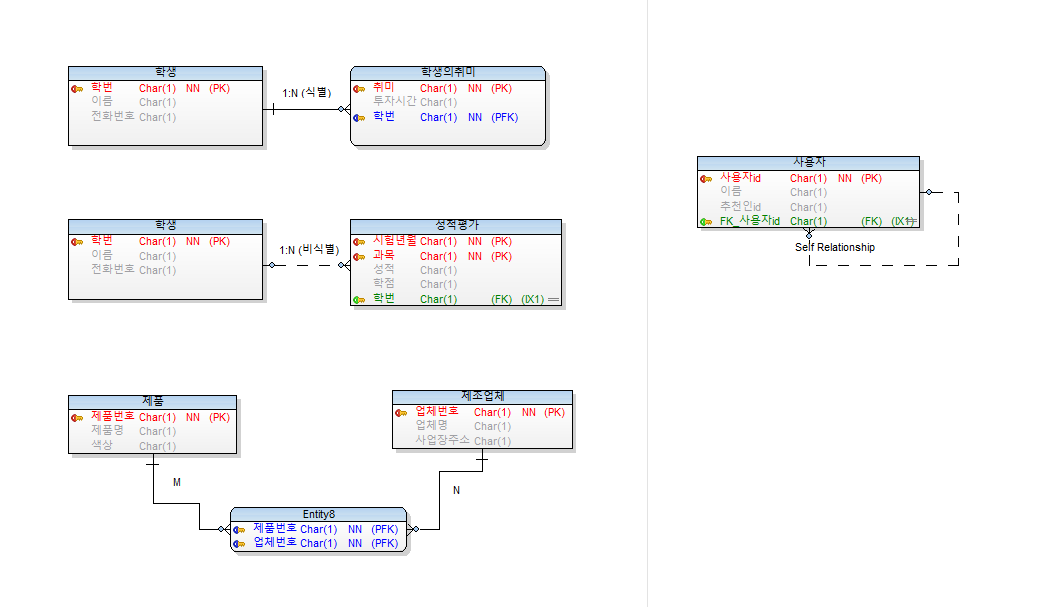 학생
학번 Char(1) NN (PK)
이름 Char(1)
전화번호 Char(1)
1:N (식별)
학생의취미
취미 Char(1) NN (PK)
투자시간 Char(1)
학번 Char(1) NN (PFK)
학생
학번 Char(1) NN (PK)
이름 Char(1)
전화번호 Char(1)
1:N (비식별)
성적평가
시험년월 Char(1) NN (PK)
과목 Char(1) NN (PK)
성적 Char(1)
학점 Char(1)
학번 Char(1) (FK) (IX1)
제품
제품번호 Char(1) NN (PK)
제품명 Char(1)
색상 Char(1)
M
제조업체
업체번호 Char(1) NN (PK)
업체명 Char(1)
사업장주소 Char(1)
N
Entity8
제품번호 Char(1) NN (PFK)
업체번호 Char(1) NN (PFK)
사용자
사용자id Char(1) NN (PK)
이름 Char(1)
추천인id Char(1)
FK_사용자id Char(1) (FK) (IX1)
Self Relationship